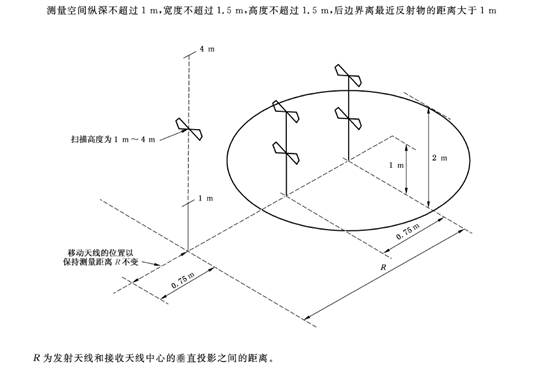 测量空间纵深不超过 1 m,宽度不超过 1.5 m,高度不超过 1.5 m,后边界离最近反射物的距离大于 1 m
4 m
扫描高度为 1 m～4 m
2 m
1 m
1 m
移动天线的位置以
保持测量距离 R 不变
0.75 m
0.75 m
R
R 为发射天线和接收天线中心的垂直投影之间的距离。